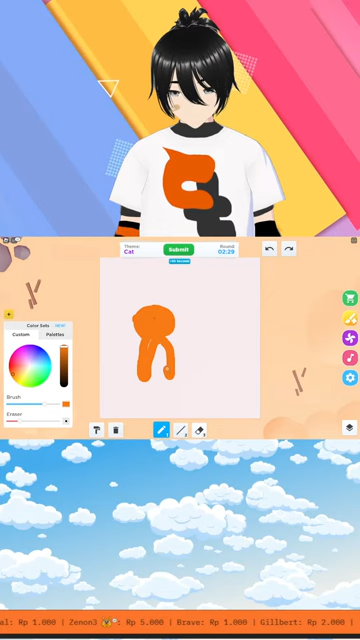 Theme:
Cat
Submit
Round
02:29
Color Sets NEW
Custom Palettes
Brush
Eraser
al: Rp 1.000 | Zenon3 : Rp 5.000 | Brave: Rp 1.000 | Gillbert: Rp 2.000 |